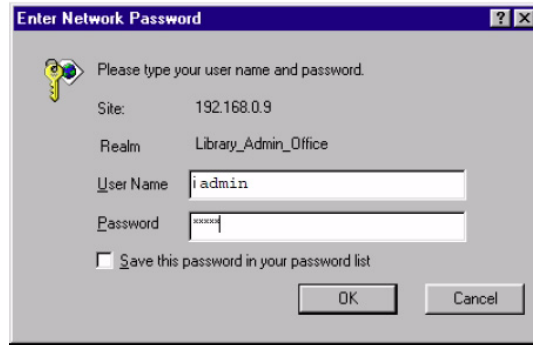 Enter Network Password
Please type your user name and password.
Site: 192.168.0.9
Realm Library_Admin_Office
User Name iadmin
Password *****
Save this password in your password list
OK Cancel